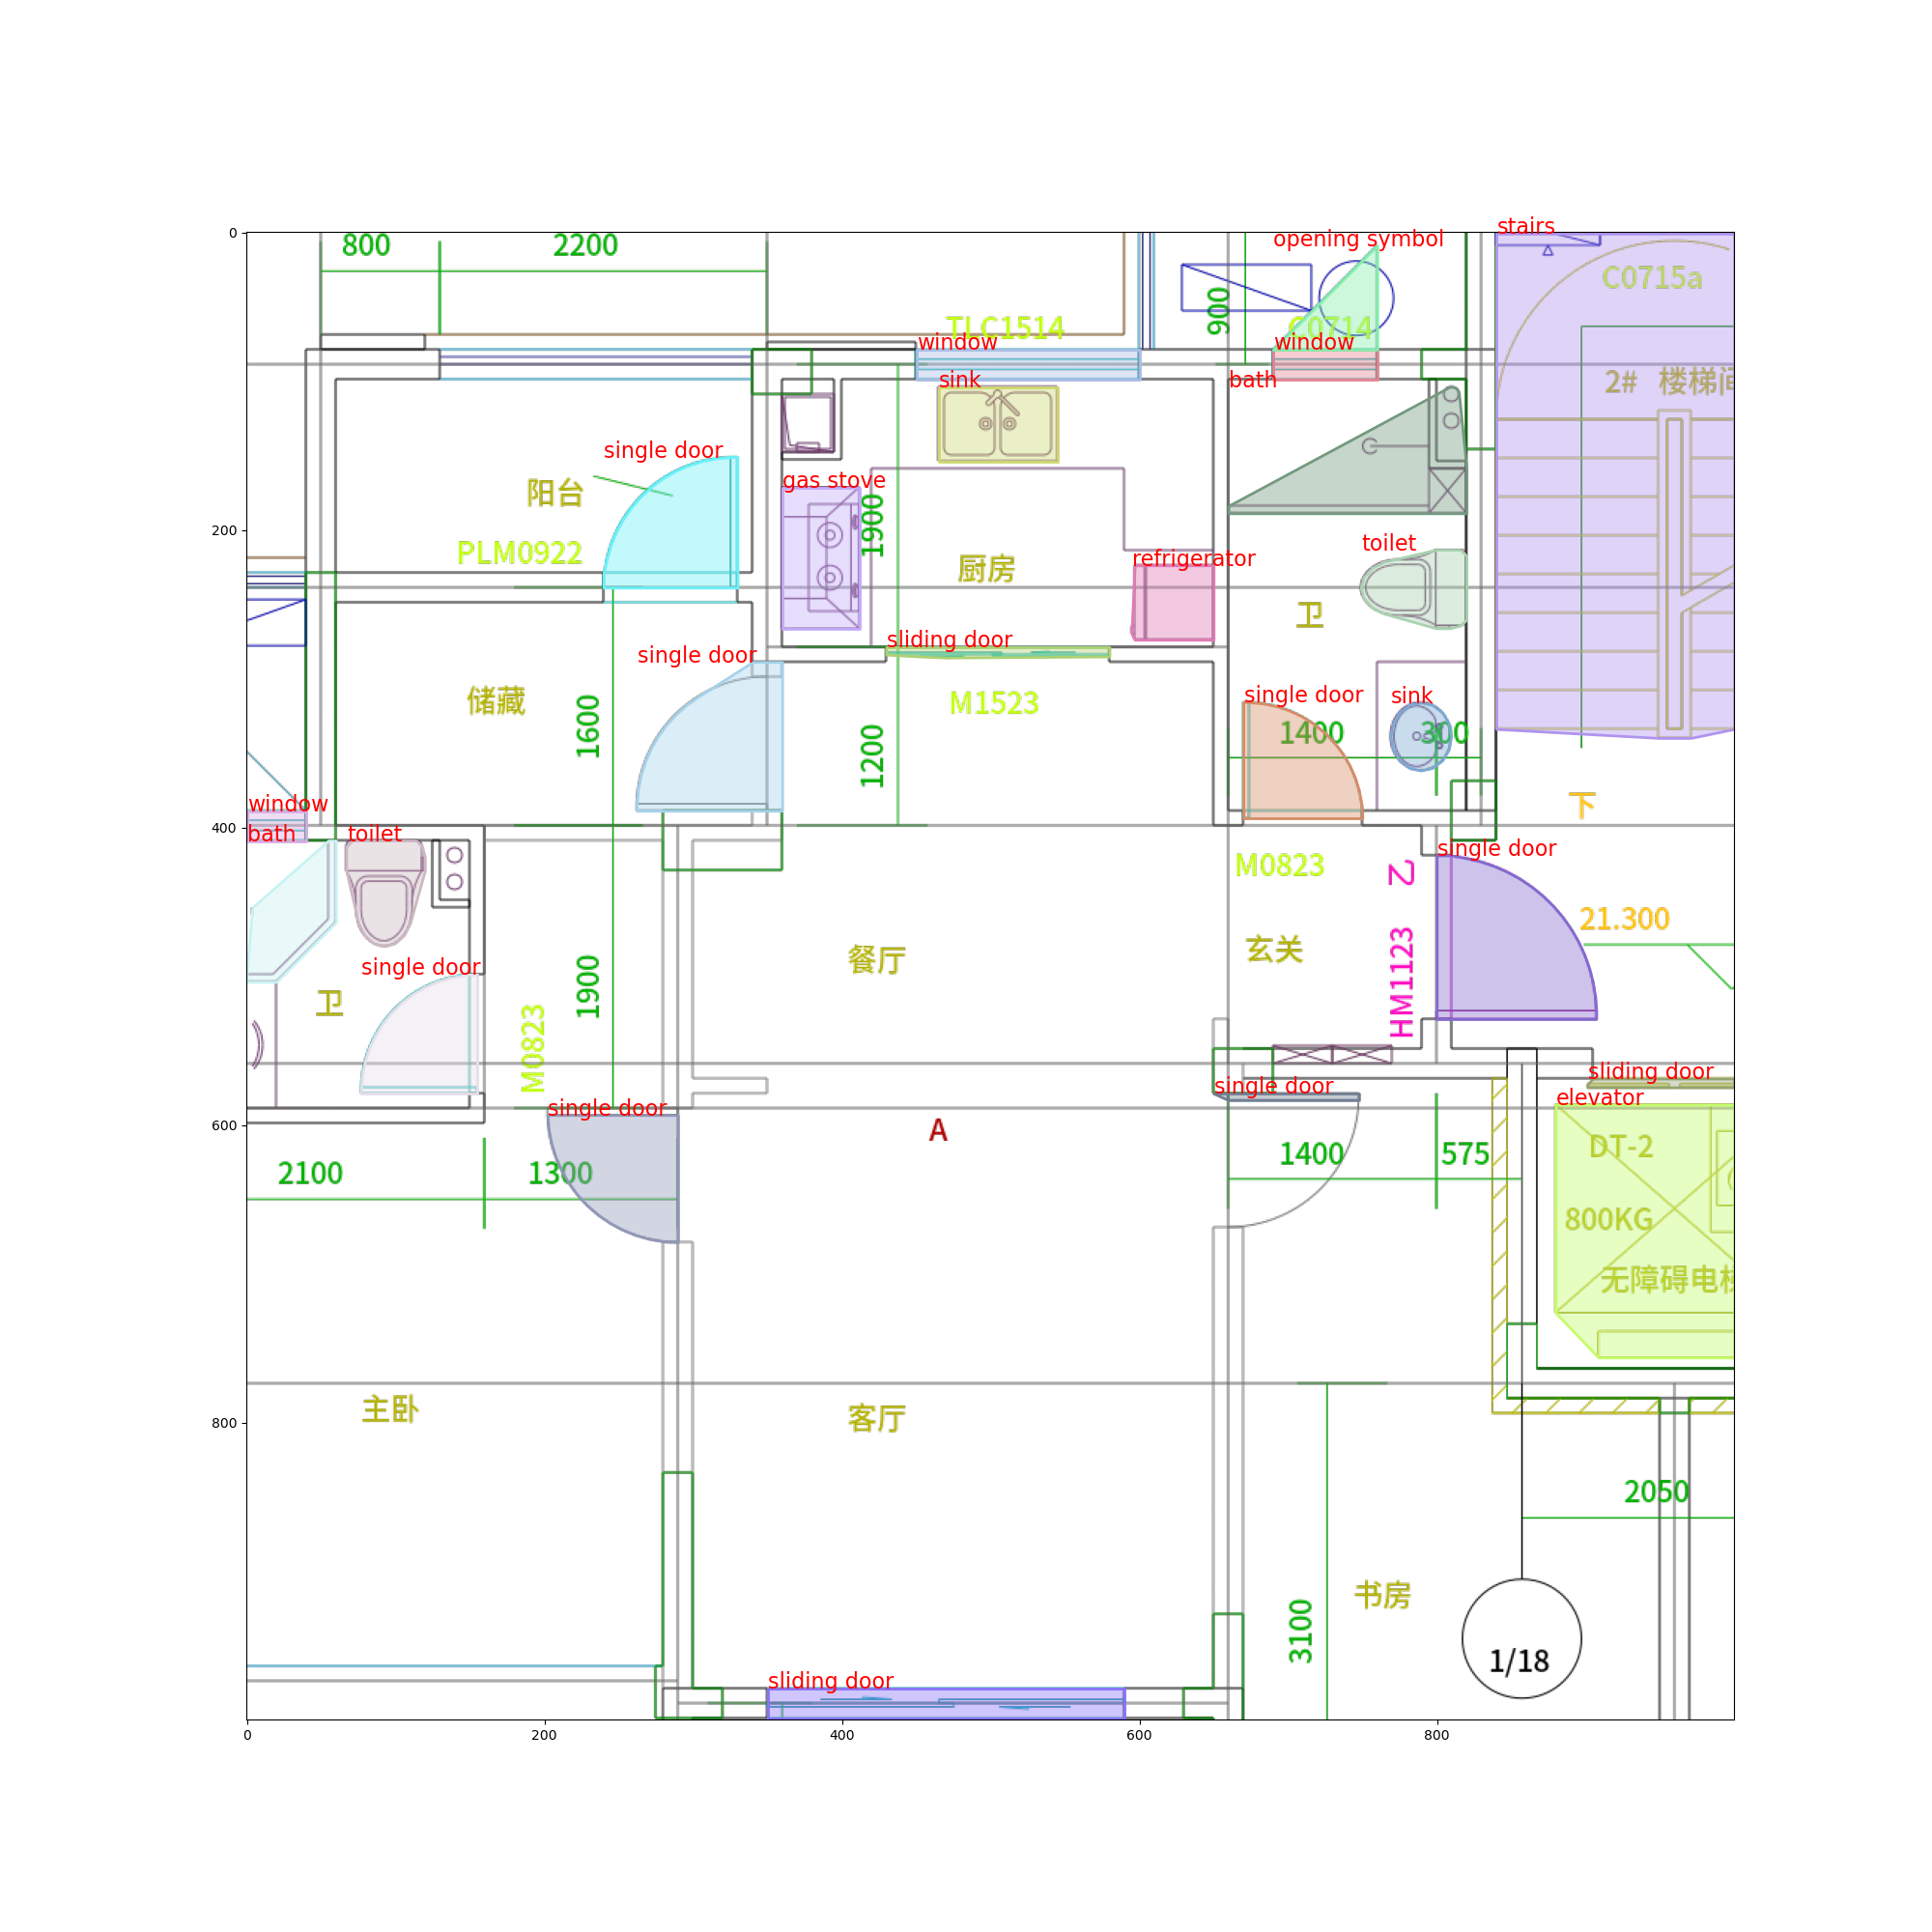 0
800
2200
900
TLC1514
opening symbol
C0714
stairs
C0715a
window
window
sink
bath
2# 楼梯间
single door
阳台
PLM0922
gas stove
1900
厨房
refrigerator
toilet
卫
200
sliding door
M1523
single door
储藏
1600
1200
single door
1400
sink
300
下
window
400
bath
toilet
M0823
乙
single door
21.300
餐厅
玄关
HM1123
single door
卫
M0823
1900
single door
A
single door
sliding door
elevator
DT-2
600
2100
1300
1400
575
800KG
无障碍电梯
主卧
客厅
800
2050
书房
3100
1/18
sliding door
0
200
400
600
800